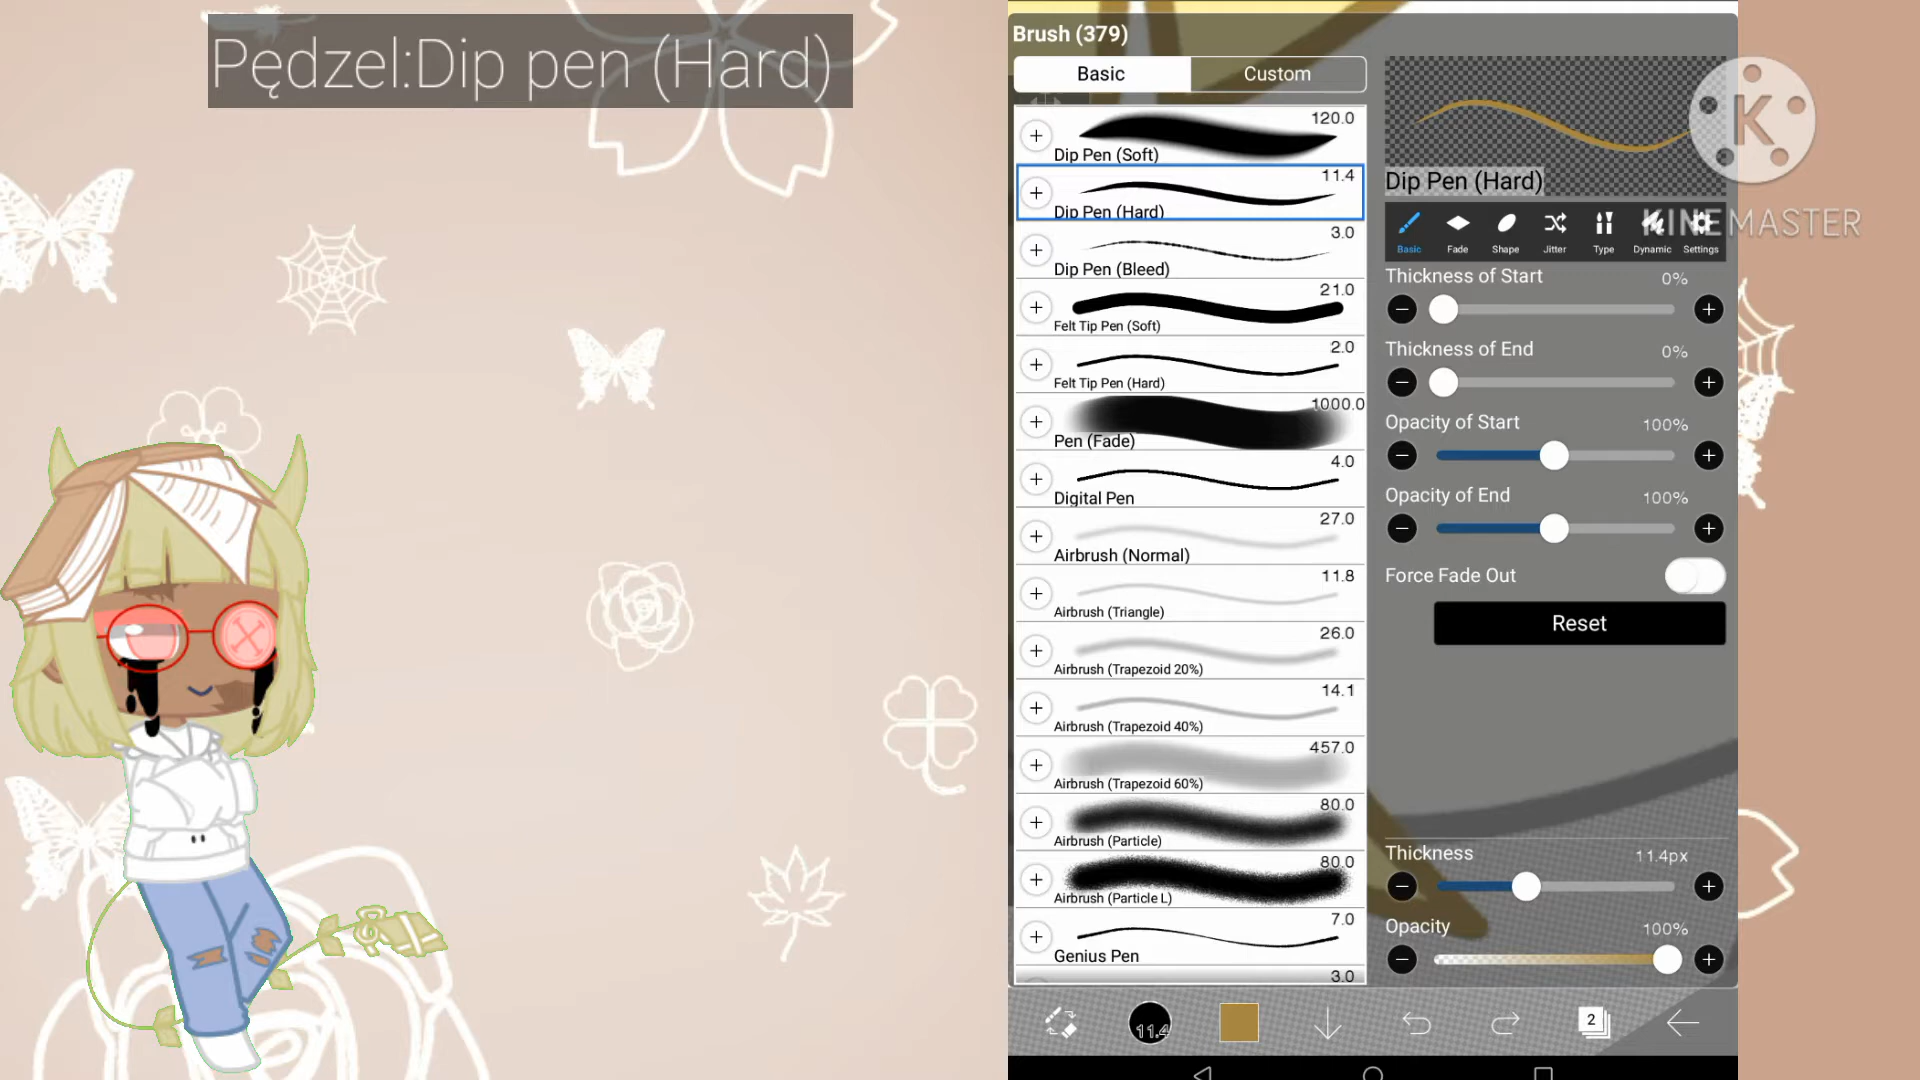 Pędzel:Dip pen (Hard)
Brush (379)
Basic
Custom
120.0
Dip Pen (Soft)
11.4
Dip Pen (Hard)
3.0
Dip Pen (Bleed)
21.0
Felt Tip Pen (Soft)
2.0
Felt Tip Pen (Hard)
1000.0
Pen (Fade)
4.0
Digital Pen
27.0
Airbrush (Normal)
11.8
Airbrush (Triangle)
26.0
Airbrush (Trapezoid 20%)
14.1
Airbrush (Trapezoid 40%)
457.0
Airbrush (Trapezoid 60%)
80.0
Airbrush (Particle)
80.0
Airbrush (Particle L)
7.0
Genius Pen
3.0
K
KINEMASTER
Dip Pen (Hard)
Basic Fade Shape Jitter Type Dynamic Settings
Thickness of Start 0%
Thickness of End 0%
Opacity of Start 100%
Opacity of End 100%
Force Fade Out
Reset
Thickness 11.4px
Opacity 100%
11.4
2